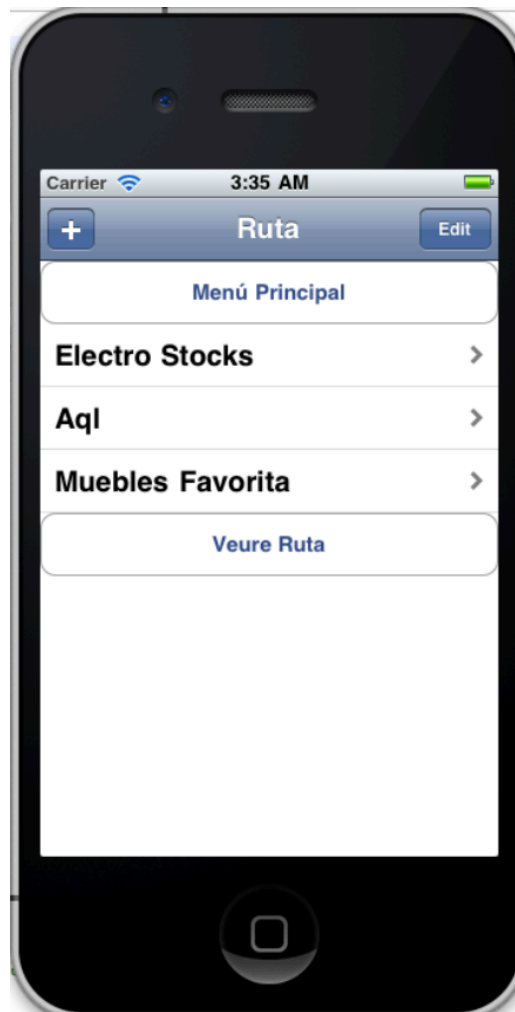 Carrier 3:35 AM
+ Ruta Edit
Menú Principal
Electro Stocks
Aql
Muebles Favorita
Veure Ruta